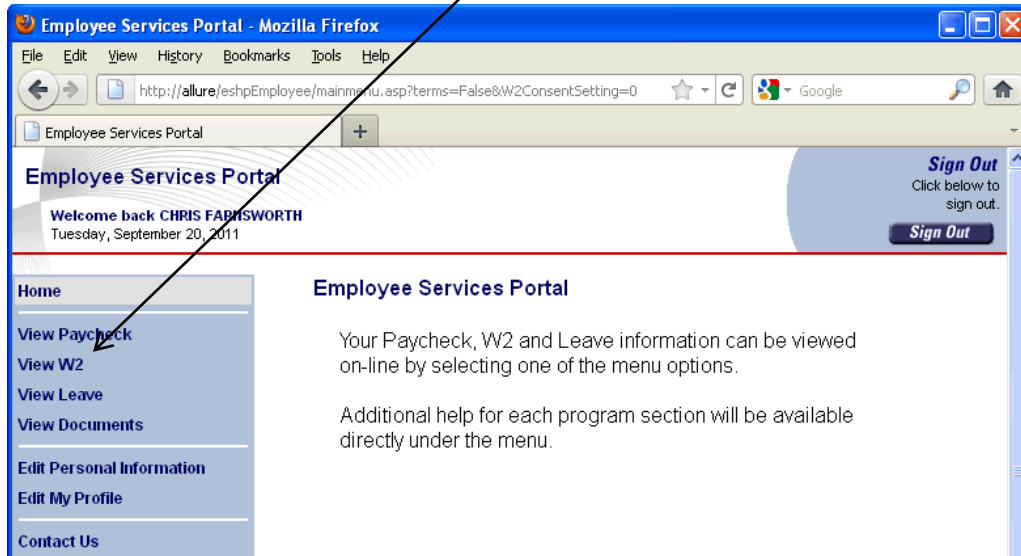 Employee Services Portal - Mozilla Firefox
File Edit View History Bookmarks Tools Help
http://allure/eshpEmployee/mainmenu.asp?terms=False&W2ConsentSetting=0 Google
Employee Services Portal +
Employee Services Portal
Welcome back CHRIS FARNSWORTH
Tuesday, September 20, 2011
Sign Out
Click below to
sign out.
Sign Out
Home
View Paycheck
View W2
View Leave
View Documents
Edit Personal Information
Edit My Profile
Contact Us
Employee Services Portal
Your Paycheck, W2 and Leave information can be viewed
on-line by selecting one of the menu options.
Additional help for each program section will be available
directly under the menu.